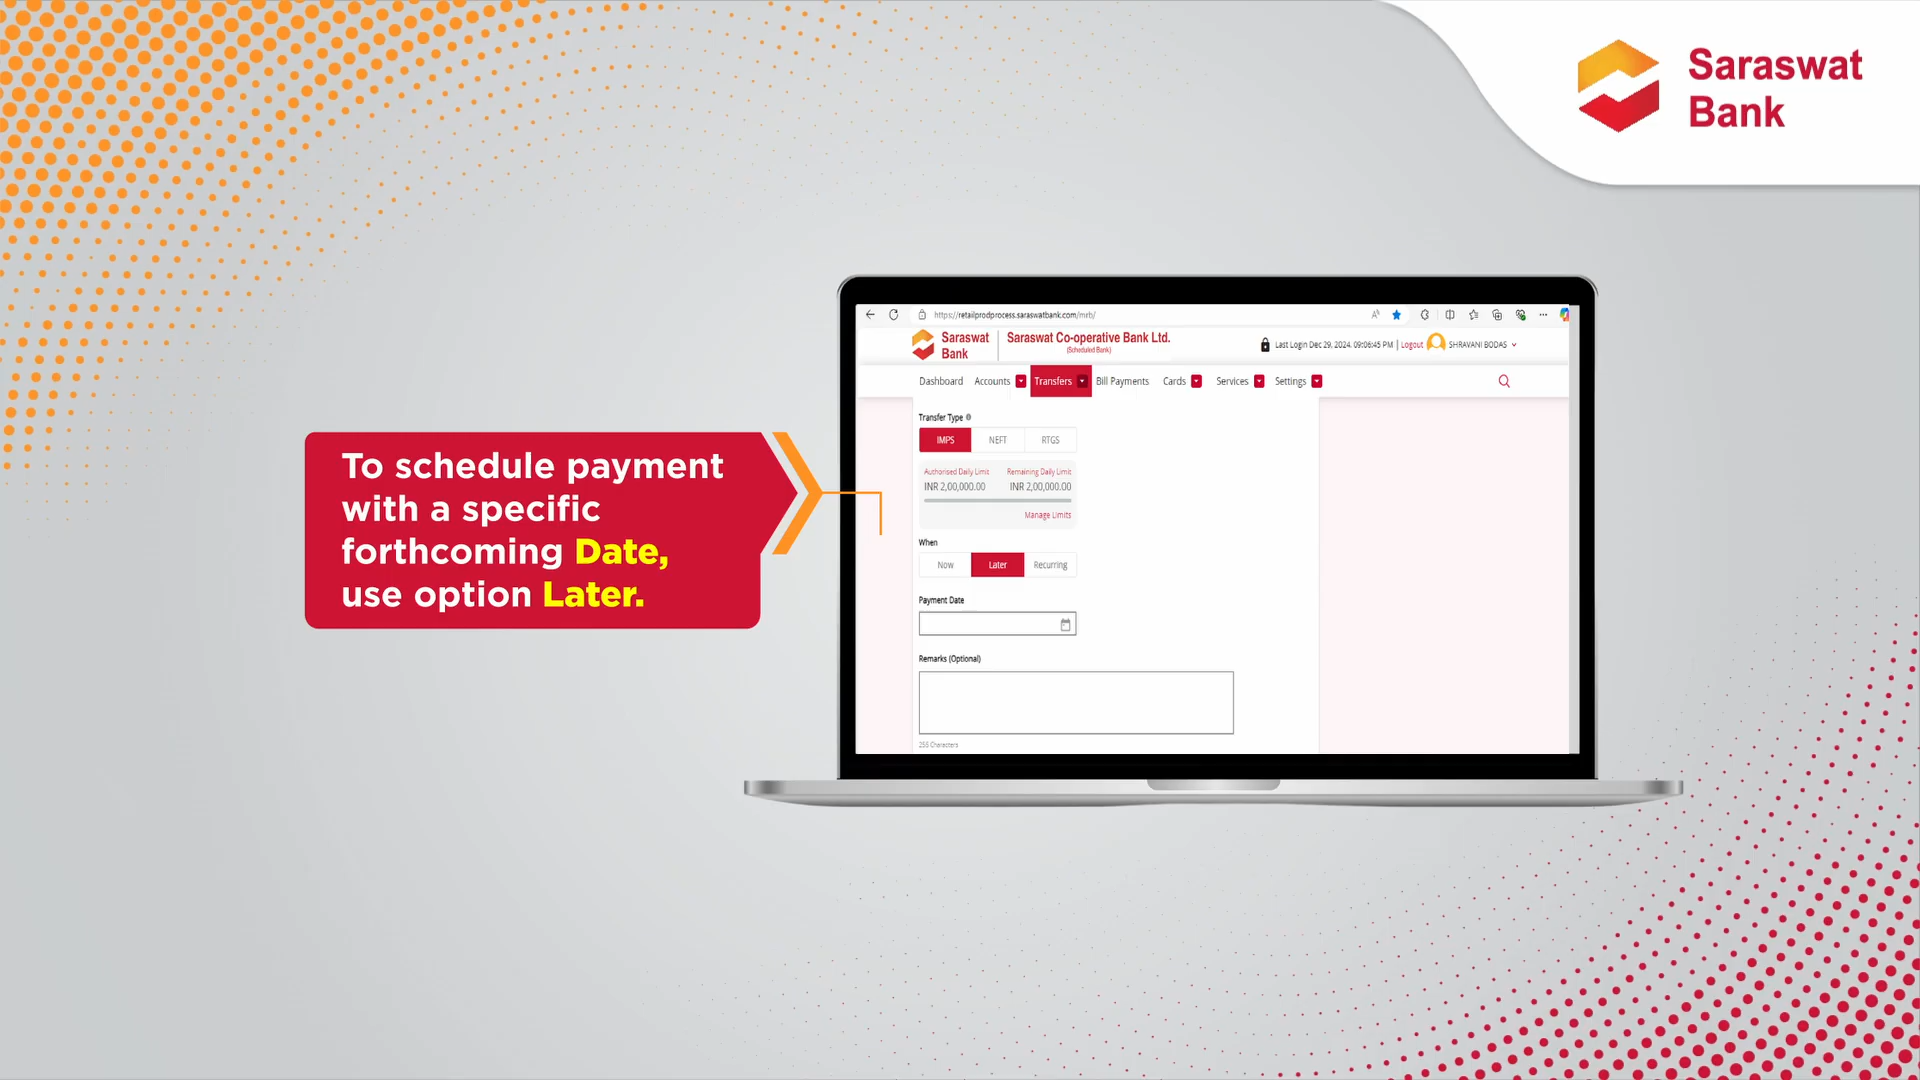 Saraswat
Bank
To schedule payment
with a specific
forthcoming Date,
use option Later.
https://retailprodprocess.saraswatbank.com/mrb/
Saraswat
Bank
Saraswat Co-operative Bank Ltd.
(Scheduled Bank)
Last Login Dec 29, 2024, 09:06:45 PM | Logout SHRAVANI BODAS
Dashboard Accounts Transfers Bill Payments Cards Services Settings
Transfer Type
IMPS NEFT RTGS
Authorised Daily Limit Remaining Daily Limit
INR 2,00,000.00 INR 2,00,000.00
Manage Limits
When
Now Later Recurring
Payment Date
Remarks (Optional)
255 Characters